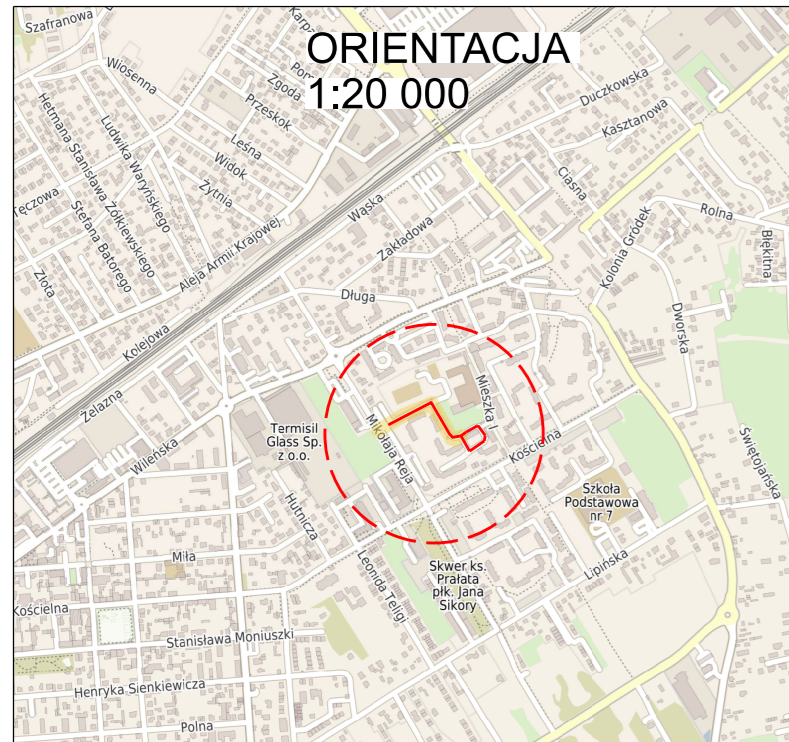 ORIENTACJA
1:20 000
Szafranowa
Karpa
Wiosenna
Zgoda
Przeskok
Leśna
Widok
Żytnia
Hetmana Stanisława Żółkiewskiego
Ludwika Waryńskiego
Stefana Batorego
Tęczowa
Złota
Aleja Armii Krajowej
Kolejowa
Żelazna
Wileńska
Wąska
Zakładowa
Długa
Duczkowska
Kasztanowa
Ciasna
Kolonia Gródek
Rolna
Błękitna
Dworska
Świętojańska
Mieszka I
Mikołaja Reja
Kościelna
Termisil
Glass Sp.
z o.o.
Hutnicza
Szkoła
Podstawowa
nr 7
Lipińska
Skwer ks.
Prałata
płk. Jana
Sikory
Leonida Teligi
Miła
Kościelna
Stanisława Moniuszki
Henryka Sienkiewicza
Polna